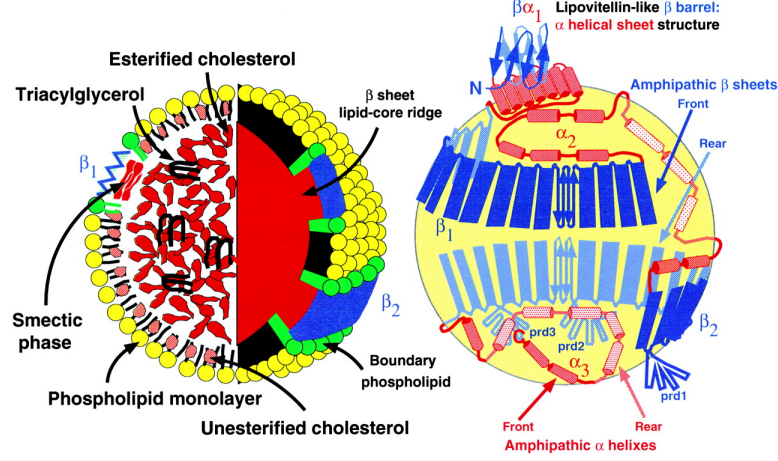 Esterified cholesterol
Triacylglycerol
β sheet
lipid-core ridge
β1
Smectic
phase
β2
Boundary
phospholipid
Phospholipid monolayer
Unesterified cholesterol
βα1
Lipovitellin-like β barrel:
α helical sheet structure
N
Amphipathic β sheets
Front
Rear
α2
β1
β2
prd3
C
prd2
α3
prd1
Front
Rear
Amphipathic α helixes